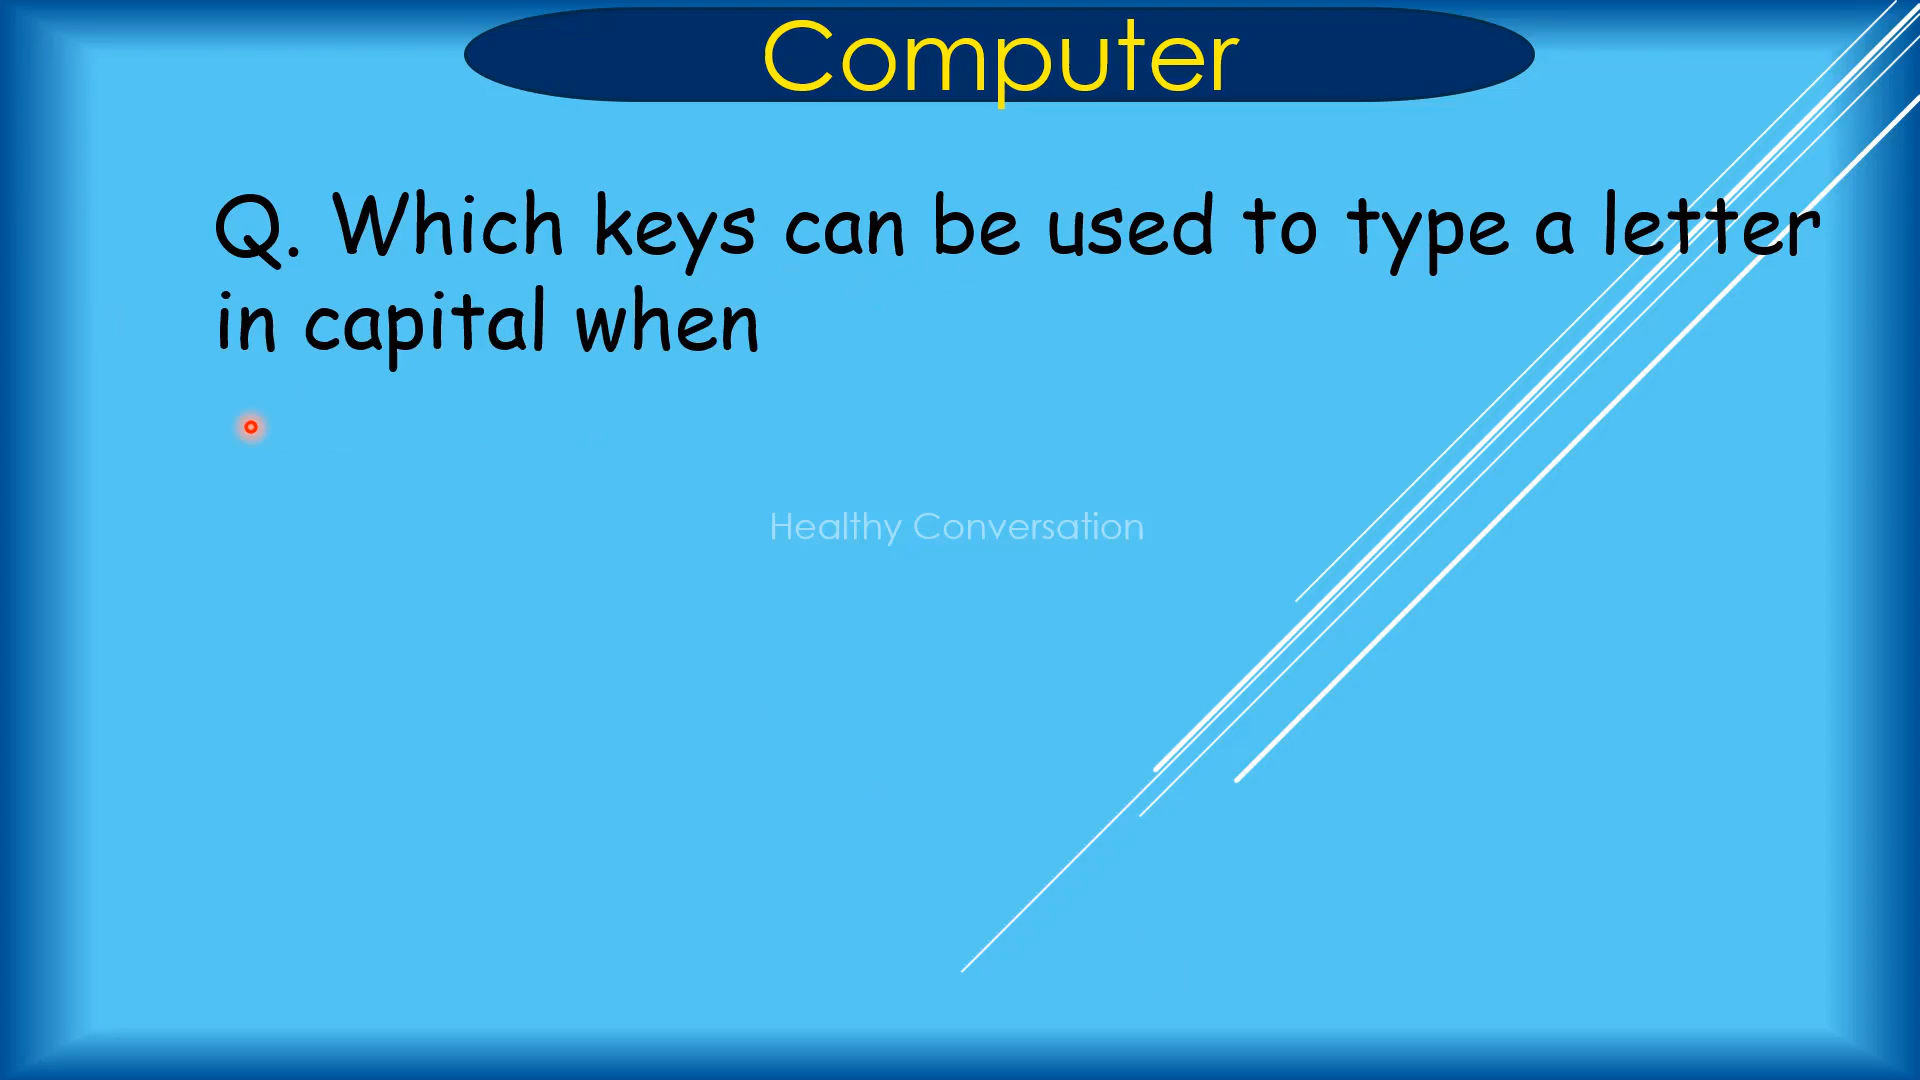 Computer
Q. Which keys can be used to type a letter
in capital when
Healthy Conversation